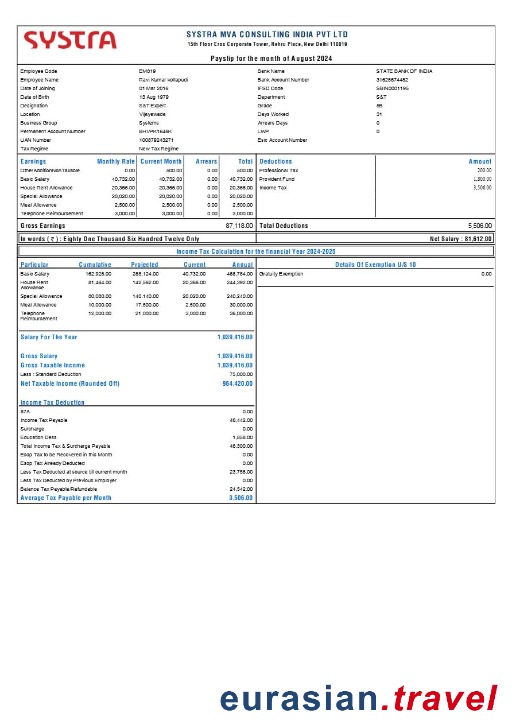 SYSTRA
SYSTRA MVA CONSULTING INDIA PVT LTD
15th Floor Eros Corporate Tower, Nehru Place, New Delhi 110019
Payslip for the month of August 2024
Employee Code EM019 Bank Name STATE BANK OF INDIA
Employee Name Ravi Kumar kollapudi Bank Account Number
Date of Joining 01 Mar 2016 IFSC Code SBIN0001195
Date of Birth 13 Aug 1979 Department S&T
Designation S&T Expert Grade
Location Vijayawada Days Worked 31
Business Group Systems Arrears Days 0
Permanent Account Number LWP 0
UAN Number Esic Account Number
Tax Regime New Tax Regime
Earnings Monthly Rate Current Month Arrears Total Deductions Amount
OtherAdditionNonTaxable 0.00 500.00 0.00 500.00 Professional Tax 200.00
Basic Salary 40,732.00 40,732.00 0.00 40,732.00 Provident Fund 1,800.00
House Rent Allowance 20,366.00 20,366.00 0.00 20,366.00 Income Tax 3,506.00
Special Allowance 20,020.00 20,020.00 0.00 20,020.00
Meal Allowance 2,500.00 2,500.00 0.00 2,500.00
Telephone Reimbursement 3,000.00 3,000.00 0.00 3,000.00
Gross Earnings 87,118.00 Total Deductions 5,506.00
In words ( ₹ ) : Eighty One Thousand Six Hundred Twelve Only Net Salary : 81,612.00
Income Tax Calculation for the financial Year 2024-2025
Particular Cumulative Projected Current Annual Details Of Exemption U/S 10
Basic Salary 162,928.00 285,124.00 40,732.00 488,784.00 Gratuity Exemption 0.00
House Rent Allowance 81,464.00 142,562.00 20,366.00 244,392.00
Special Allowance 80,080.00 140,140.00 20,020.00 240,240.00
Meal Allowance 10,000.00 17,500.00 2,500.00 30,000.00
Telephone Reimbursement 12,000.00 21,000.00 3,000.00 36,000.00
Salary For The Year 1,039,416.00
Gross Salary 1,039,416.00
Gross Taxable Income 1,039,416.00
Less : Standard Deduction 75,000.00
Net Taxable Income (Rounded Off) 964,420.00
Income Tax Deduction
87A 0.00
Income Tax Payable 46,442.00
Surcharge 0.00
Education Cess 1,858.00
Total Income Tax & Surcharge Payable 48,300.00
Esop Tax to be Recovered in this Month 0.00
Esop Tax Already Deducted 0.00
Less Tax Deducted at source till current month 23,758.00
Less Tax Deducted by Previous Employer 0.00
Balance Tax Payable/Refundable 24,542.00
Average Tax Payable per Month 3,506.00
eurasian.travel